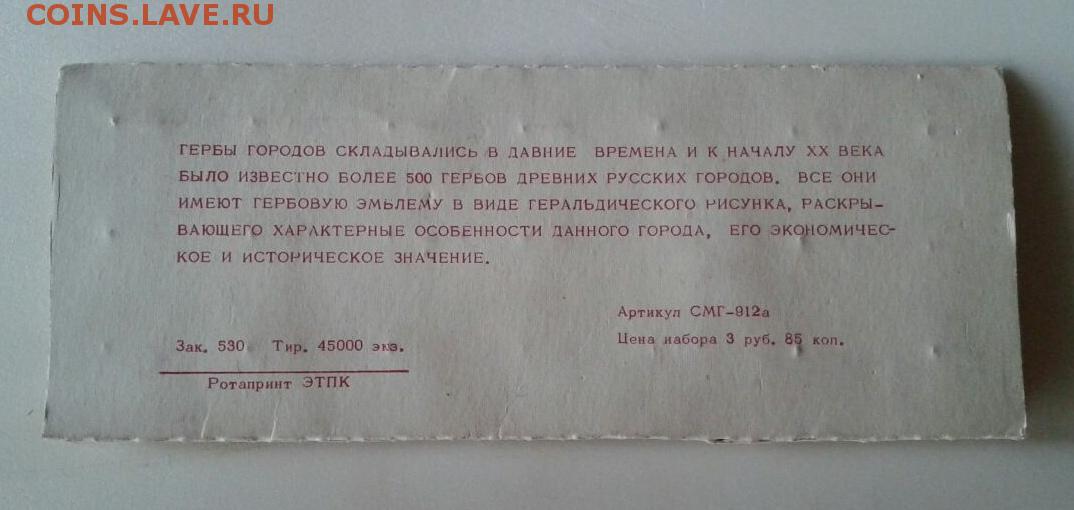 COINS.LAVE.RU
ГЕРБЫ ГОРОДОВ СКЛАДЫВАЛИСЬ В ДАВНИЕ ВРЕМЕНА И К НАЧАЛУ XX ВЕКА
БЫЛО ИЗВЕСТНО БОЛЕЕ 500 ГЕРБОВ ДРЕВНИХ РУССКИХ ГОРОДОВ. ВСЕ ОНИ
ИМЕЮТ ГЕРБОВУЮ ЭМБЛЕМУ В ВИДЕ ГЕРАЛЬДИЧЕСКОГО РИСУНКА, РАСКРЫ-
ВАЮЩЕГО ХАРАКТЕРНЫЕ ОСОБЕННОСТИ ДАННОГО ГОРОДА, ЕГО ЭКОНОМИЧЕС-
КОЕ И ИСТОРИЧЕСКОЕ ЗНАЧЕНИЕ.
Артикул СМГ-912а
Цена набора 3 руб. 85 коп.
Зак. 530 Тир. 45000 экз.
Ротапринт ЭТПК